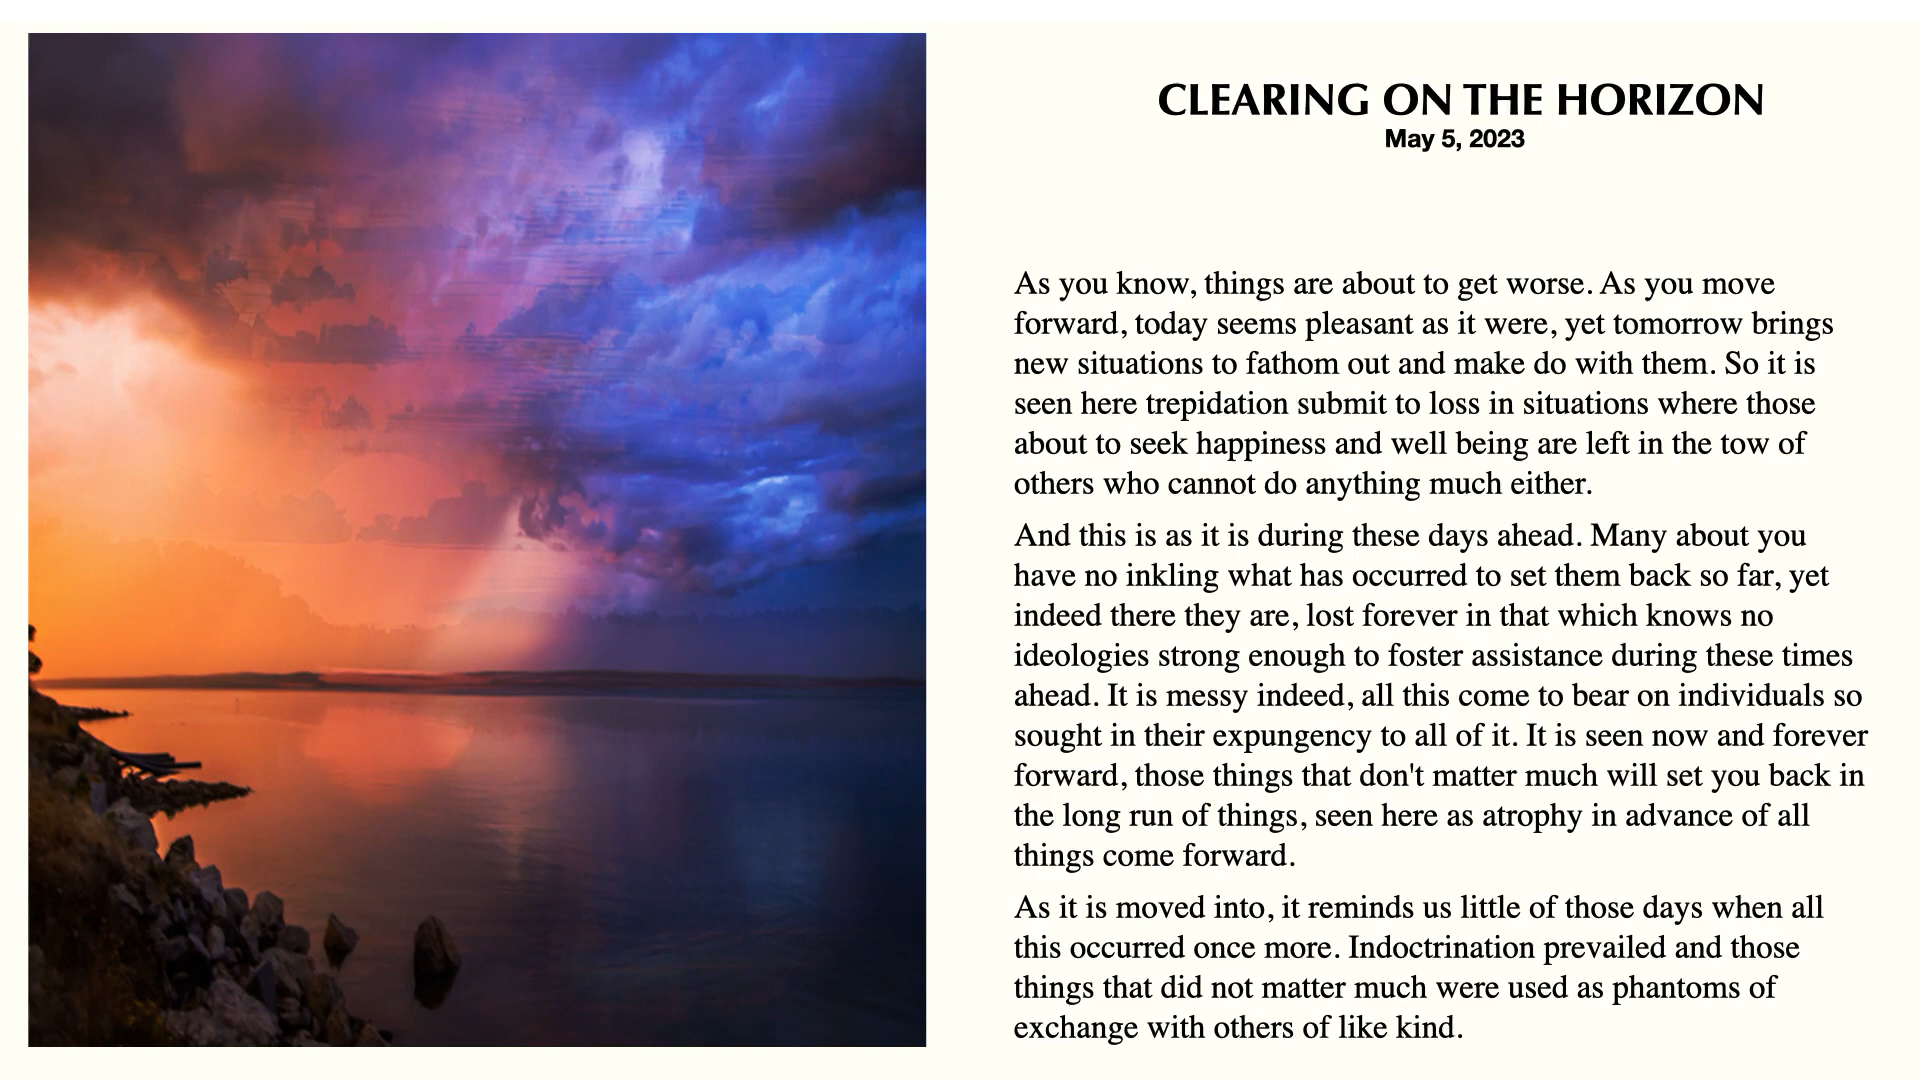 CLEARING ON THE HORIZON
May 5, 2023
As you know, things are about to get worse. As you move
forward, today seems pleasant as it were, yet tomorrow brings
new situations to fathom out and make do with them. So it is
seen here trepidation submit to loss in situations where those
about to seek happiness and well being are left in the tow of
others who cannot do anything much either.
And this is as it is during these days ahead. Many about you
have no inkling what has occurred to set them back so far, yet
indeed there they are, lost forever in that which knows no
ideologies strong enough to foster assistance during these times
ahead. It is messy indeed, all this come to bear on individuals so
sought in their expungency to all of it. It is seen now and forever
forward, those things that don't matter much will set you back in
the long run of things, seen here as atrophy in advance of all
things come forward.
As it is moved into, it reminds us little of those days when all
this occurred once more. Indoctrination prevailed and those
things that did not matter much were used as phantoms of
exchange with others of like kind.